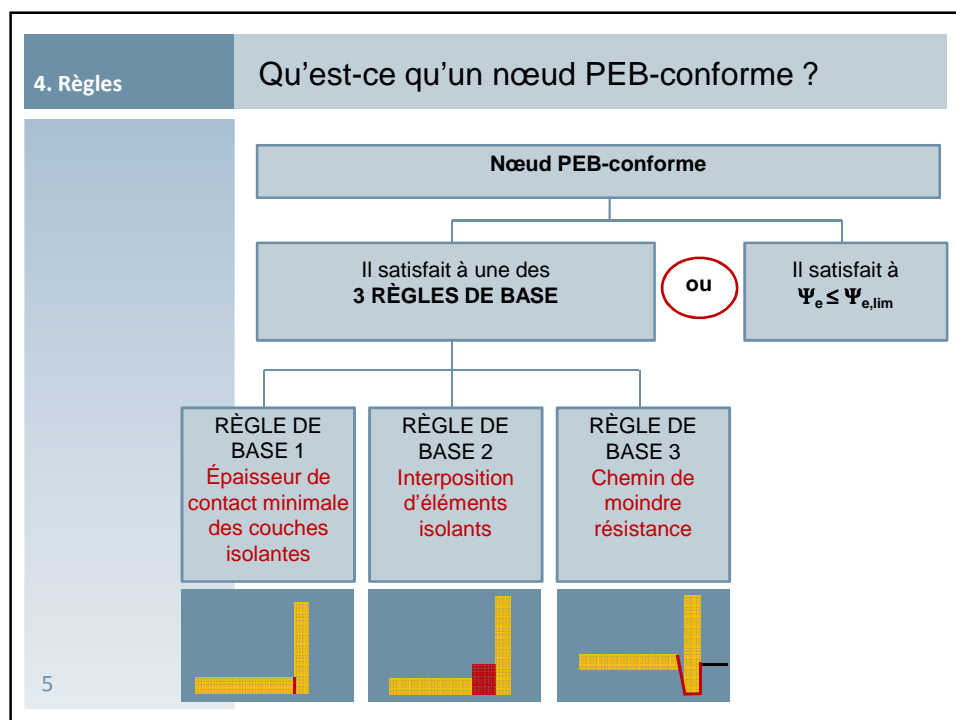 4. Règles
Qu'est-ce qu'un nœud PEB-conforme ?
Nœud PEB-conforme
Il satisfait à une des
3 RÈGLES DE BASE
ou
Il satisfait à
Ψe ≤ Ψe,lim
RÈGLE DE
BASE 1
Épaisseur de
contact minimale
des couches
isolantes
RÈGLE DE
BASE 2
Interposition
d'éléments
isolants
RÈGLE DE
BASE 3
Chemin de
moindre
résistance
5